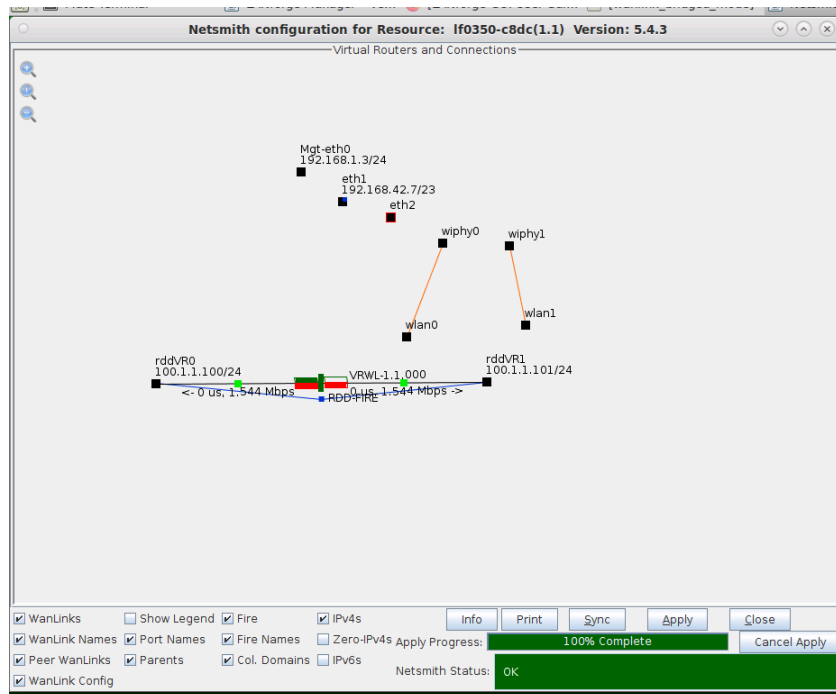 Netsmith configuration for Resource: lf0350-c8dc(1.1) Version: 5.4.3
Virtual Routers and Connections
Mgt-eth0
192.168.1.3/24
eth1
192.168.42.7/23
eth2
wiphy0
wiphy1
wlan0
wlan1
rddVR0
100.1.1.100/24
VRWL-1.1.000
rddVR1
100.1.1.101/24
<- 0 us, 1.544 Mbps
0 us, 1.544 Mbps ->
RDD-FIRE
WanLinks
Show Legend
Fire
IPv4s
Info
Print
Sync
Apply
Close
WanLink Names
Port Names
Fire Names
Zero-IPv4s
Apply Progress:
100% Complete
Cancel Apply
Peer WanLinks
Parents
Col. Domains
IPv6s
Netsmith Status:
OK
WanLink Config